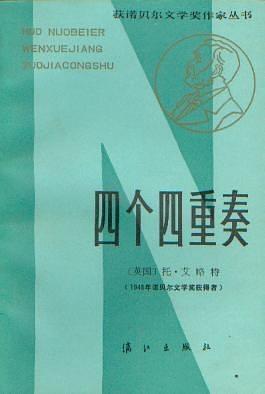 获诺贝尔文学奖作家丛书
HUO NUOBEIER
WENXUEJIANG
ZUOJIACONGSHU
四个四重奏
〔英国〕托·艾略特
(1948年诺贝尔文学奖获得者)
漓江出版社